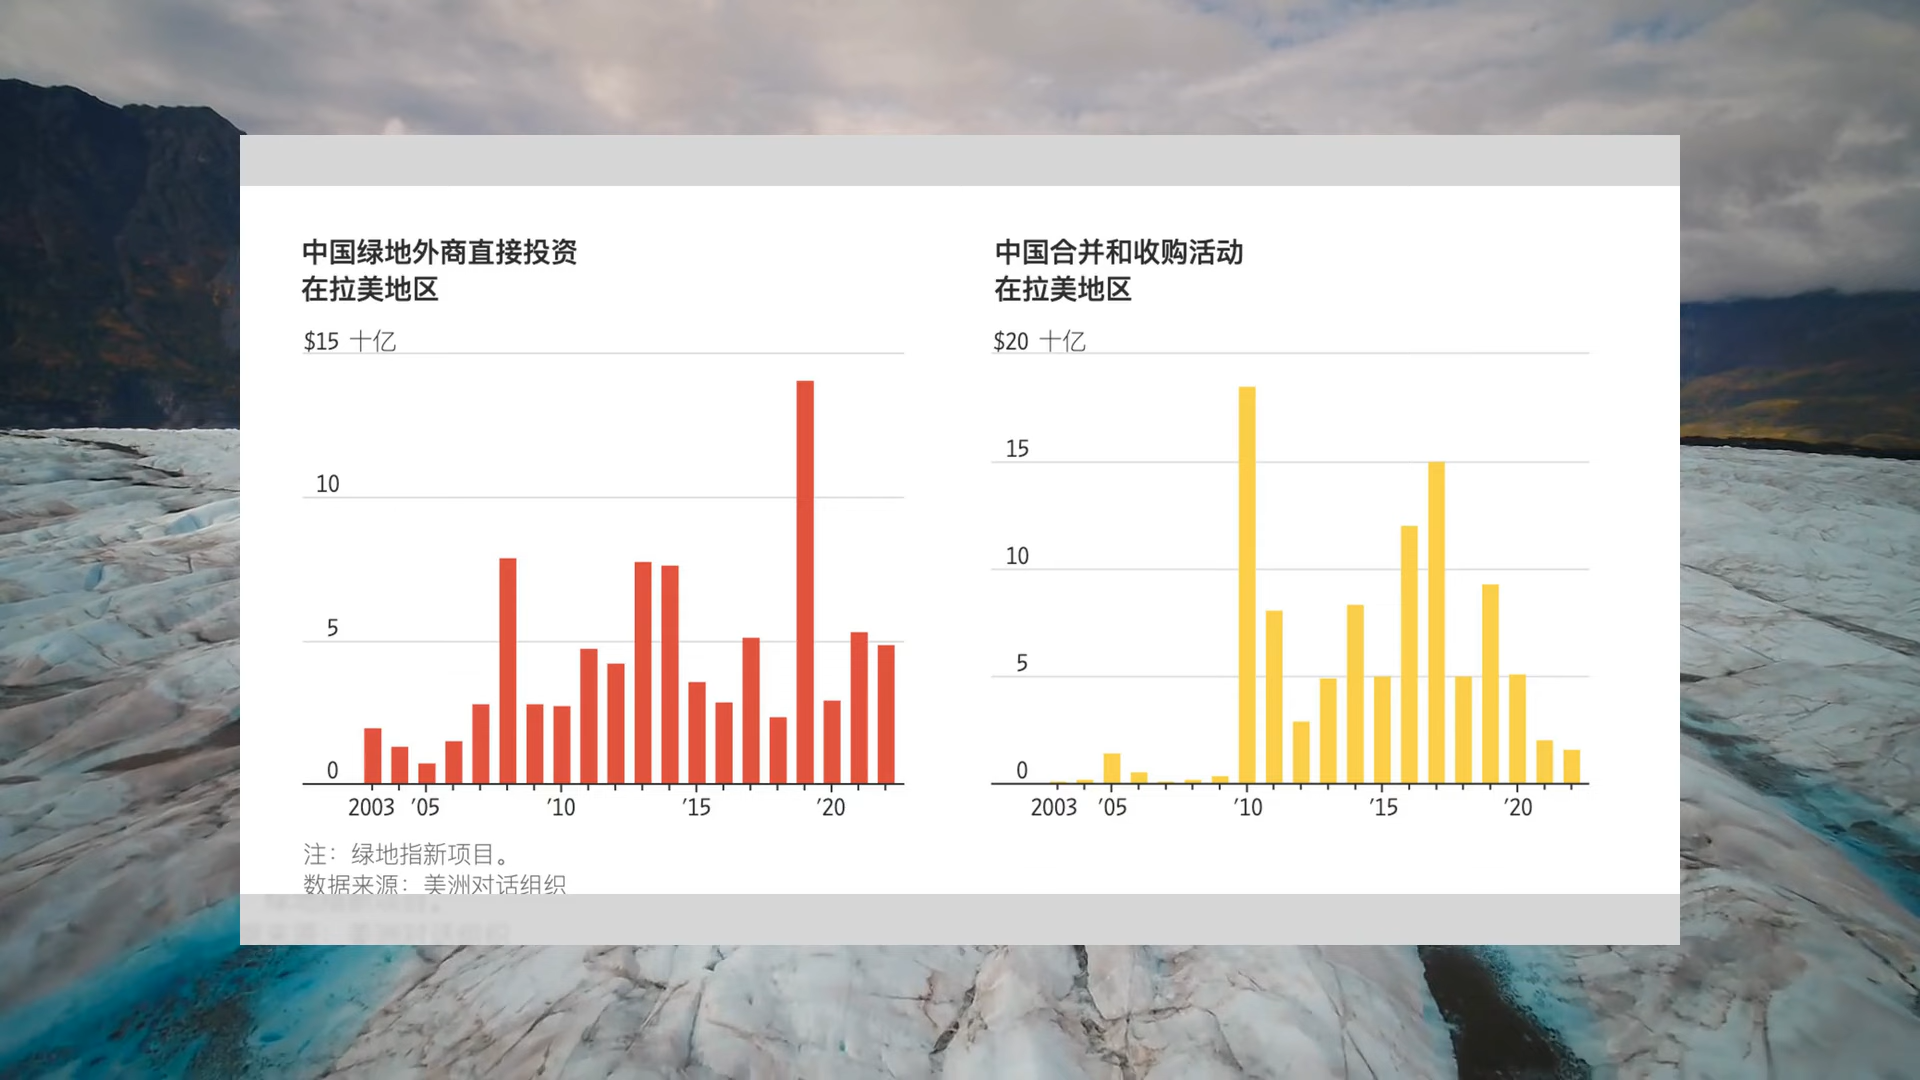 中国绿地外商直接投资
在拉美地区
$15 十亿
10
5
0
2003 ’05 ’10 ’15 ’20
注：绿地指新项目。
数据来源：美洲对话组织
中国合并和收购活动
在拉美地区
$20 十亿
15
10
5
0
2003 ’05 ’10 ’15 ’20